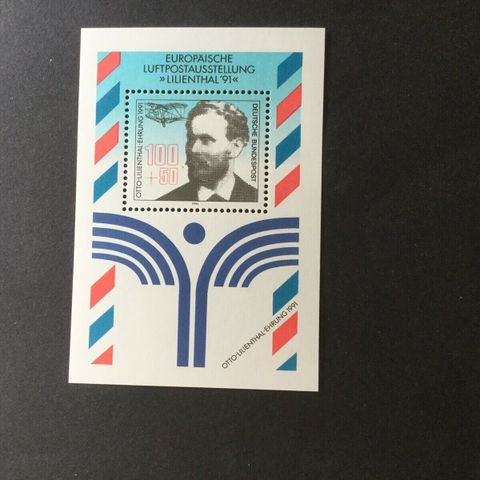 EUROPÄISCHE
LUFTPOSTAUSSTELLUNG
»LILIENTHAL'91«
OTTO-LILIENTHAL-EHRUNG 1991
100
+50
DEUTSCHE BUNDESPOST
OTTO-LILIENTHAL-EHRUNG 1991